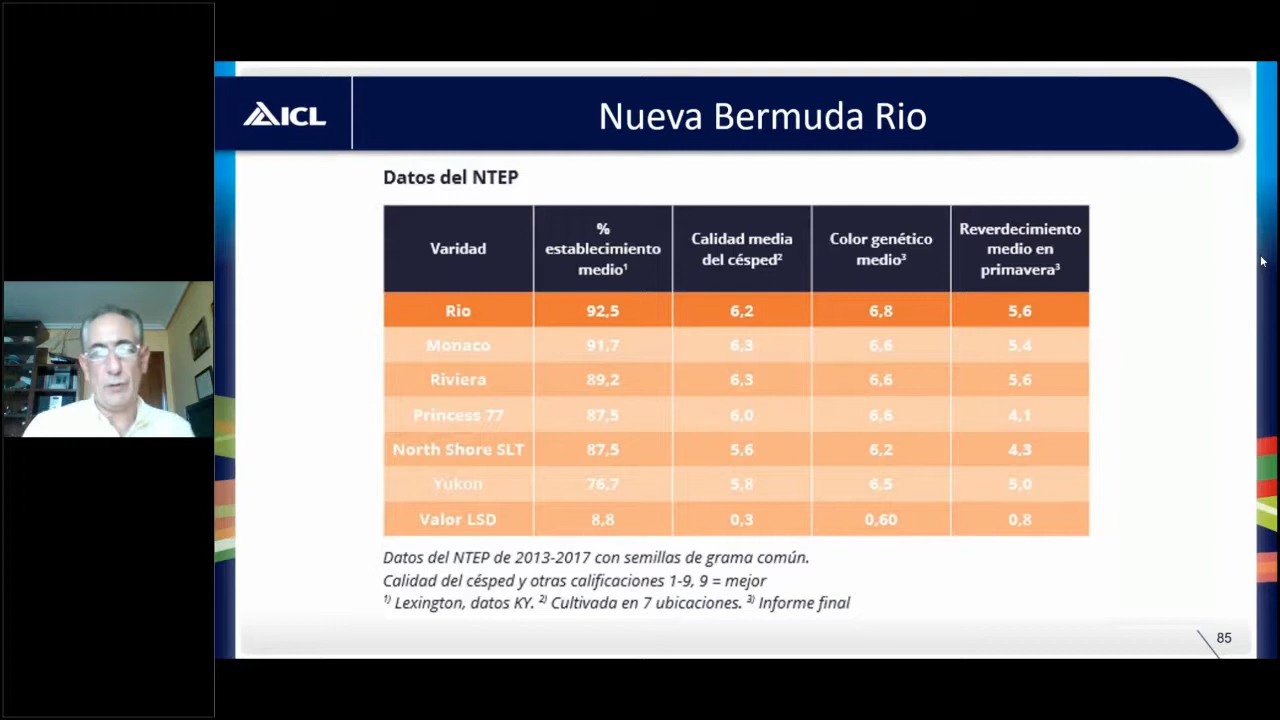 ICL
Nueva Bermuda Rio
Datos del NTEP
Varidad
% establecimiento medio¹
Calidad media del césped²
Color genético medio³
Reverdecimiento medio en primavera³
Rio 92,5 6,2 6,8 5,6
Monaco 91,7 6,3 6,6 5,4
Riviera 89,2 6,3 6,6 5,6
Princess 77 87,5 6,0 6,6 4,1
North Shore SLT 87,5 5,6 6,2 4,3
Yukon 76,7 5,8 6,5 5,0
Valor LSD 8,8 0,3 0,60 0,8
Datos del NTEP de 2013-2017 con semillas de grama común.
Calidad del césped y otras calificaciones 1-9, 9 = mejor
¹⁾ Lexington, datos KY. ²⁾ Cultivada en 7 ubicaciones. ³⁾ Informe final
85